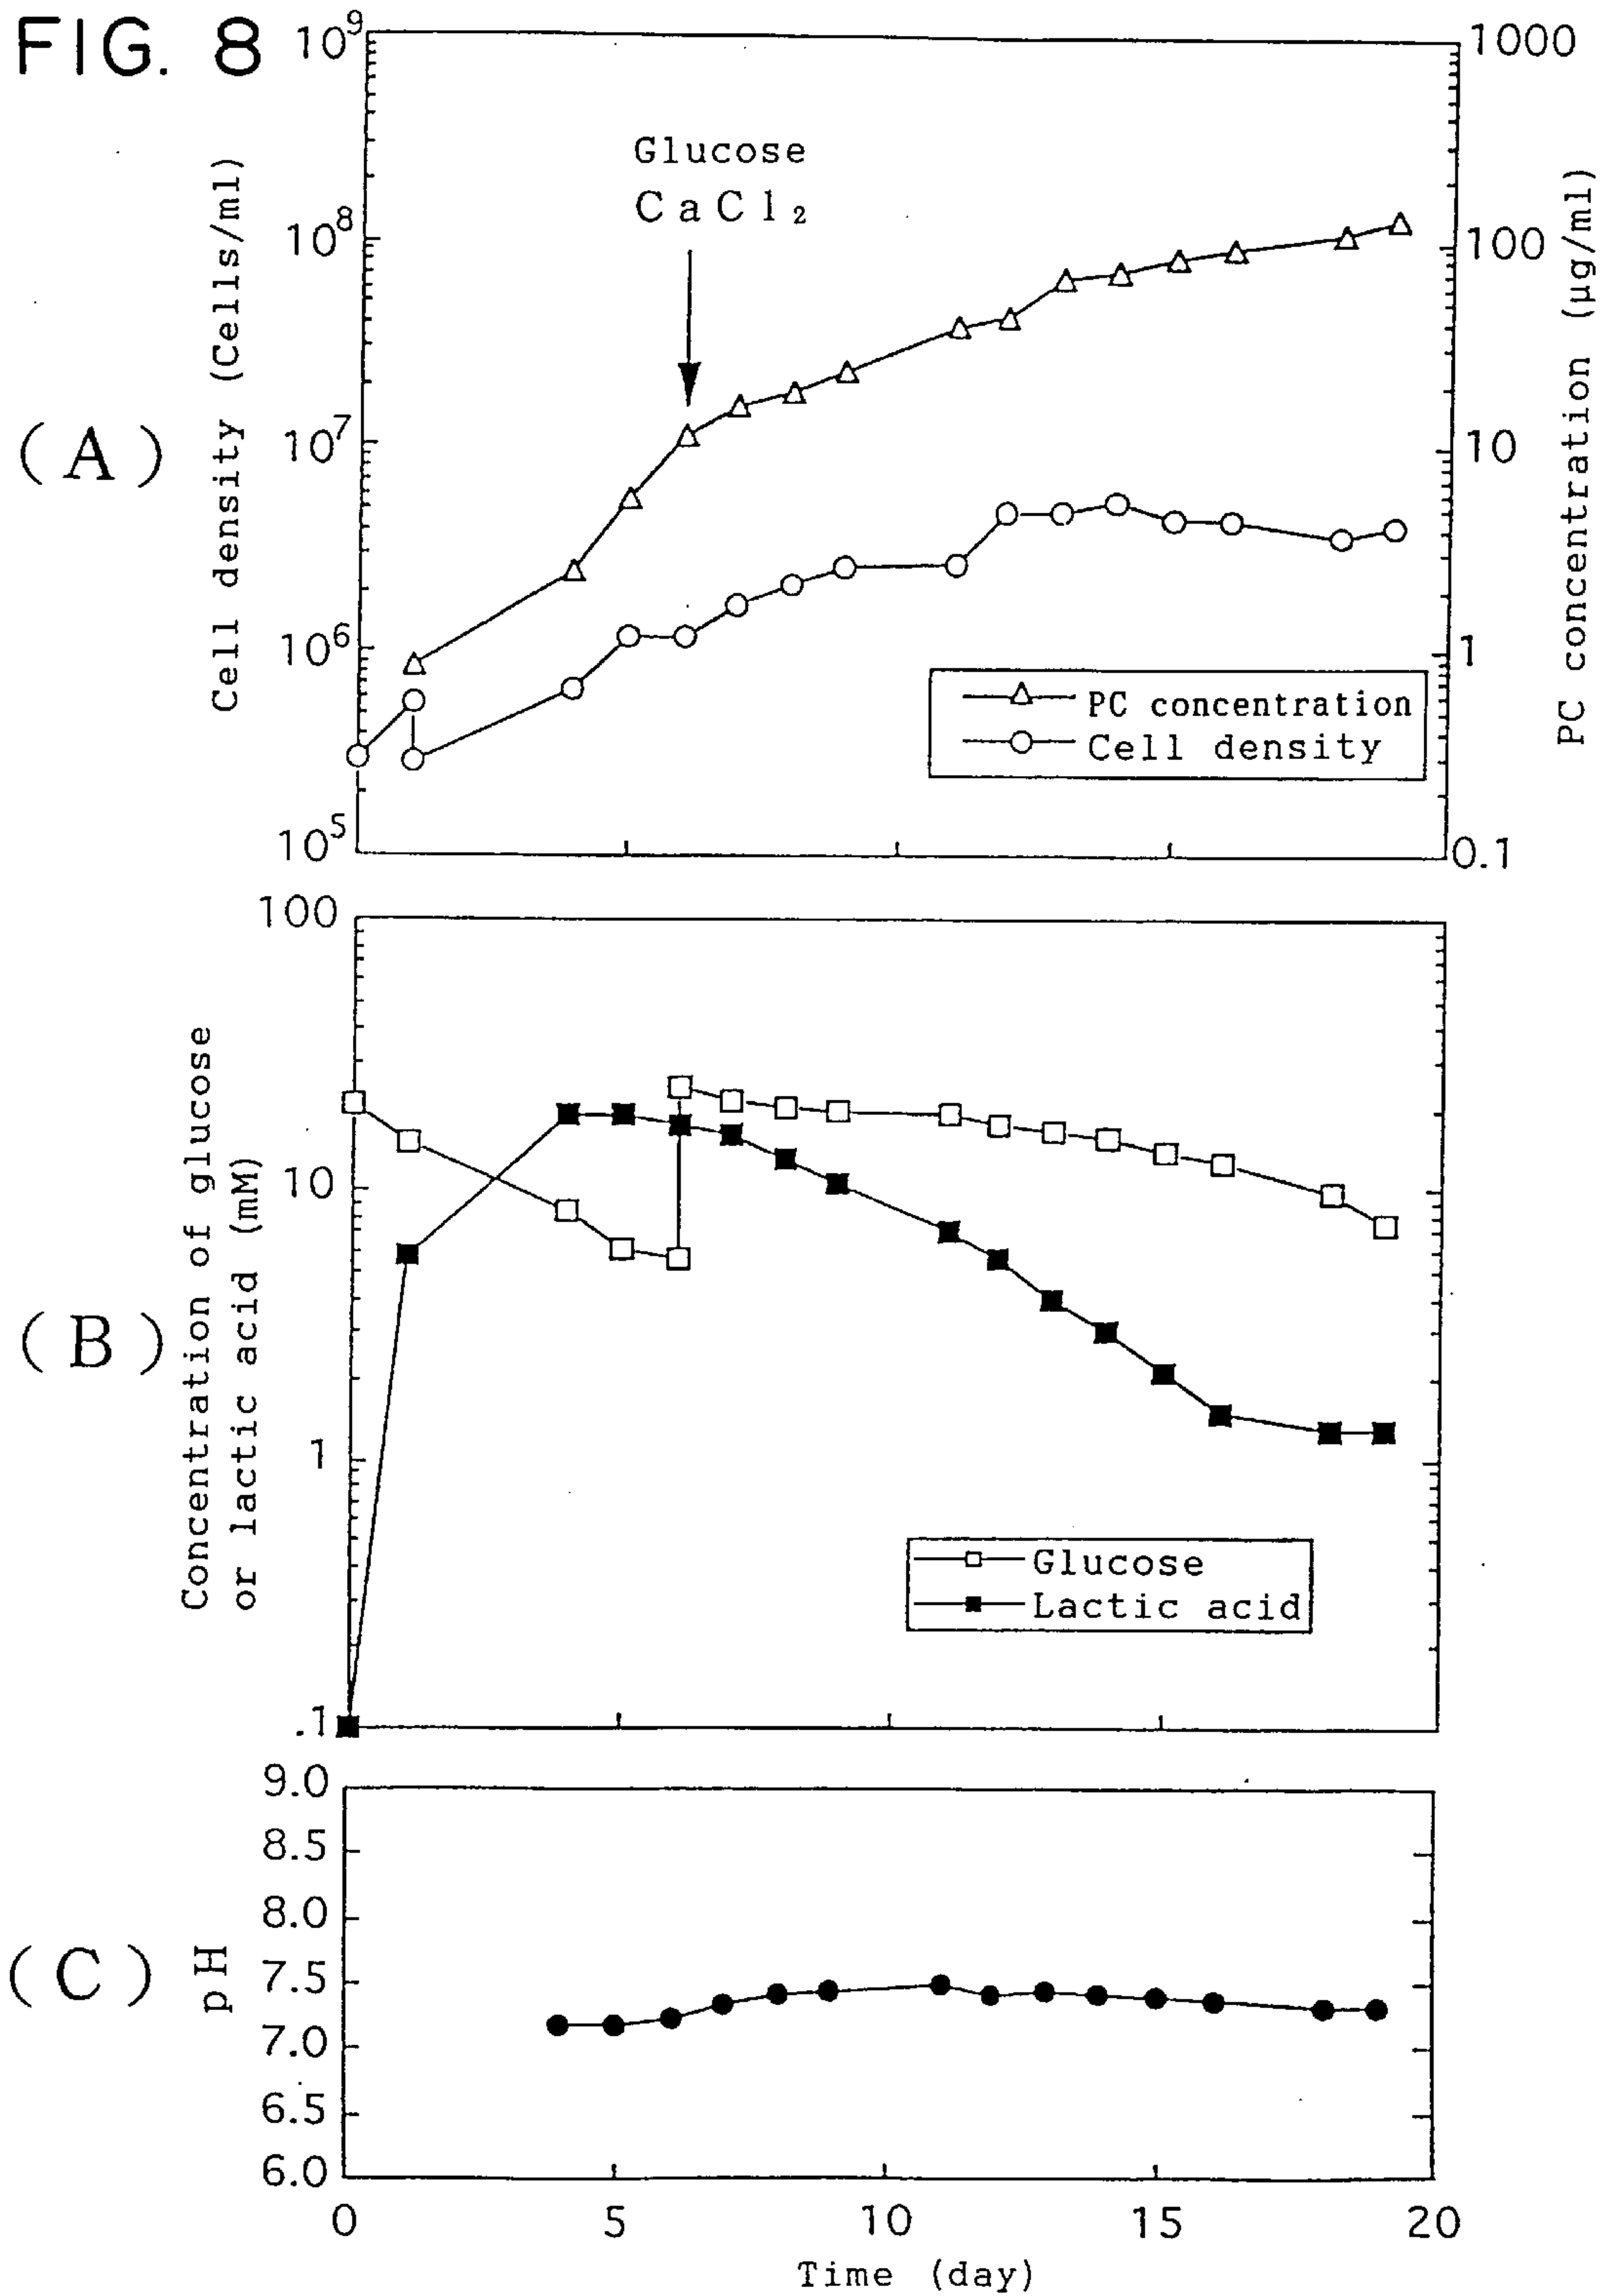 FIG. 8
(A)
Cell density (Cells/ml)
10⁹
10⁸
10⁷
10⁶
10⁵
Glucose
CaCl₂
1000
100
10
1
0.1
PC concentration (μg/ml)
PC concentration
Cell density
(B)
Concentration of glucose
or lactic acid (mM)
100
10
1
.1
Glucose
Lactic acid
(C)
pH
9.0
8.5
8.0
7.5
7.0
6.5
6.0
0 5 10 15 20
Time (day)